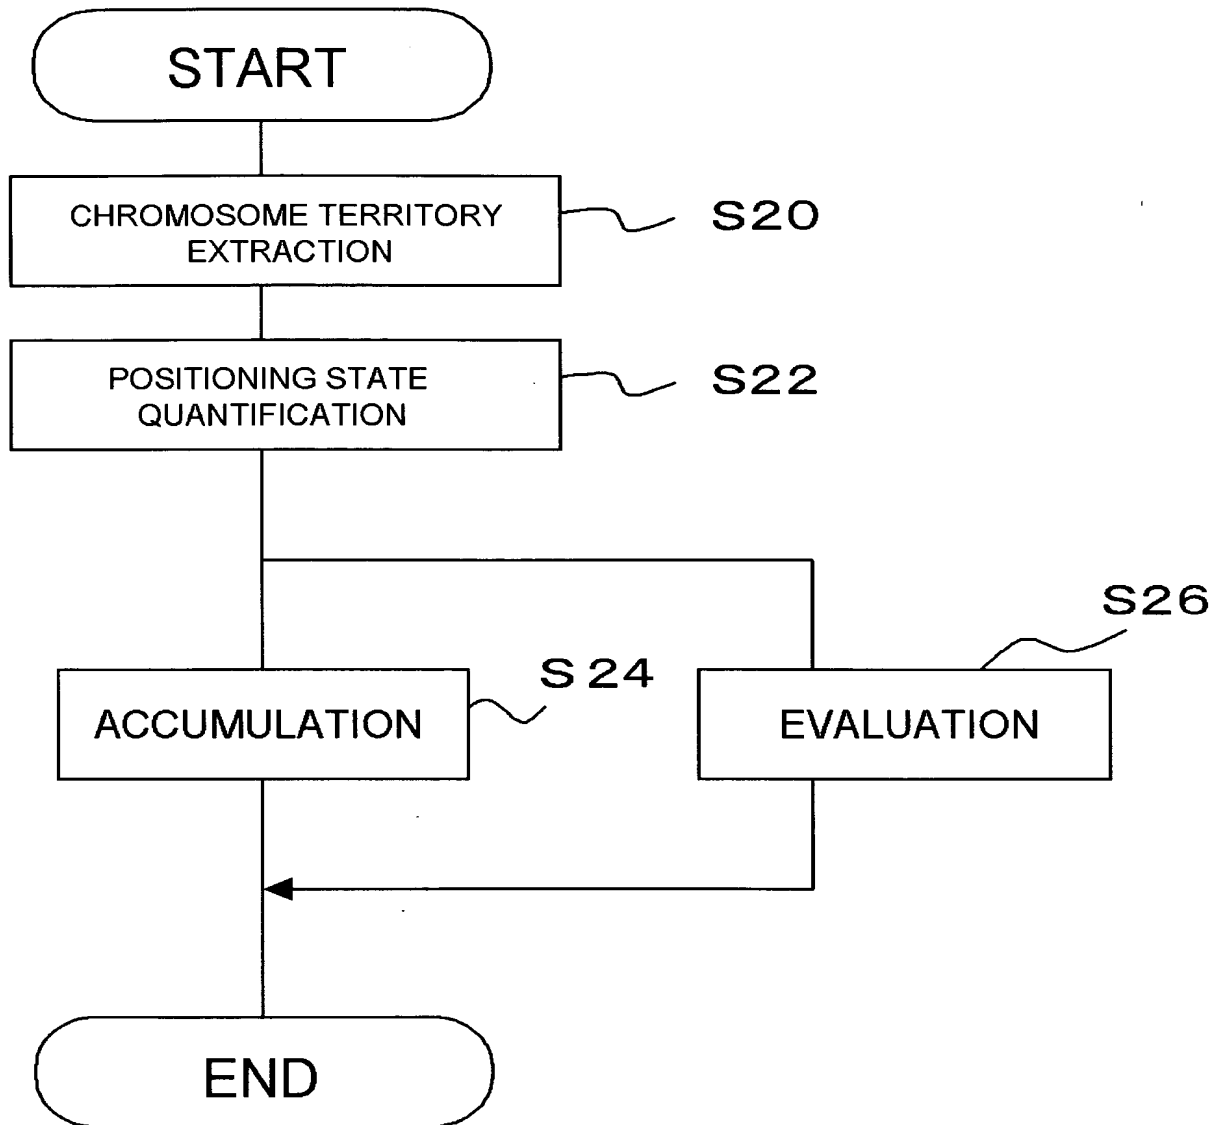 START
CHROMOSOME TERRITORY
EXTRACTION
S20
POSITIONING STATE
QUANTIFICATION
S22
S26
S 24
ACCUMULATION
EVALUATION
END